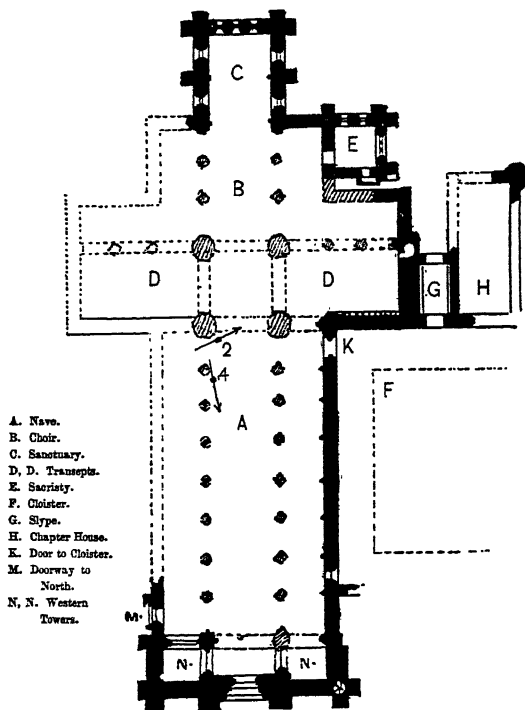 C
E
B
D
D
G
H
2
K
4
F
A
A. Nave.
B. Choir.
C. Sanctuary.
D, D. Transepts.
E. Sacristy.
F. Cloister.
G. Slype.
H. Chapter House.
K. Door to Cloister.
M. Doorway to
North.
N, N. Western
Towers.
M.
N.
N.